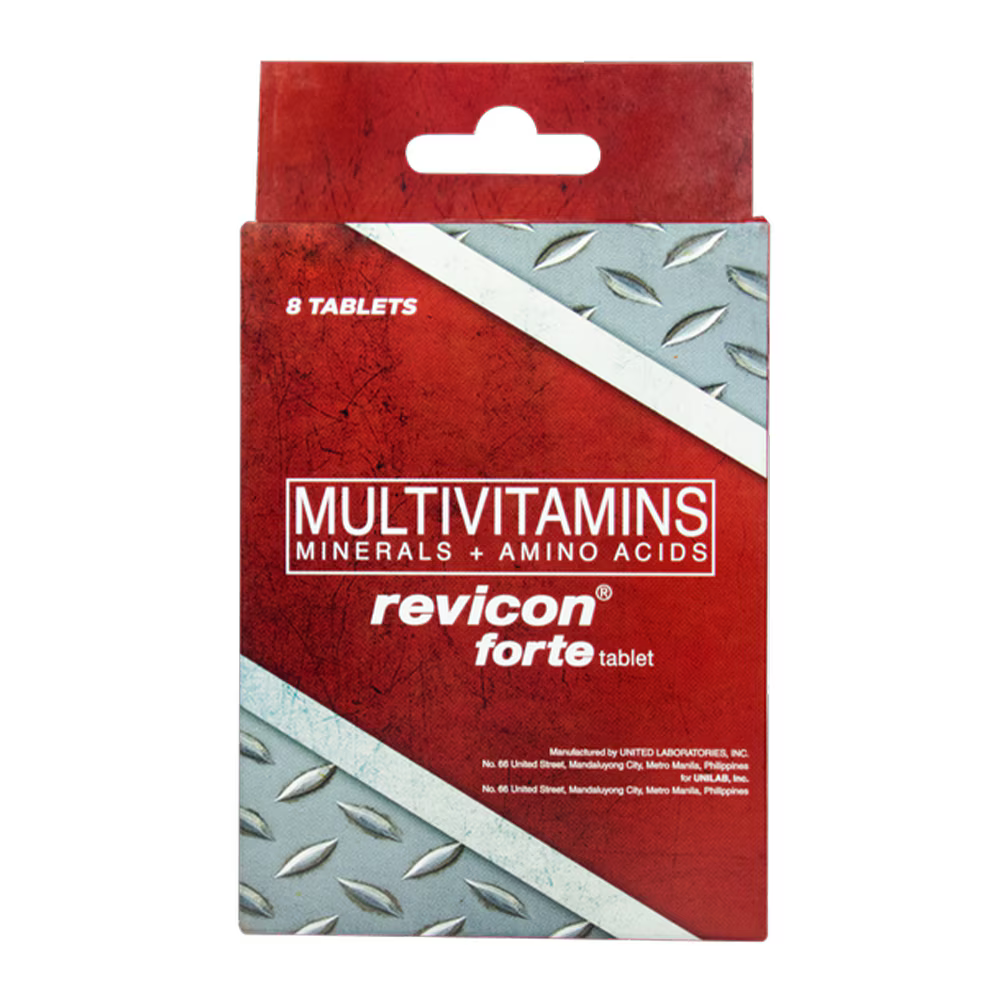 8 TABLETS
MULTIVITAMINS
MINERALS + AMINO ACIDS
revicon®
forte tablet
Manufactured by UNITED LABORATORIES, INC.
No. 66 United Street, Mandaluyong City, Metro Manila, Philippines
for UNILAB, Inc.
No. 66 United Street, Mandaluyong City, Metro Manila, Philippines